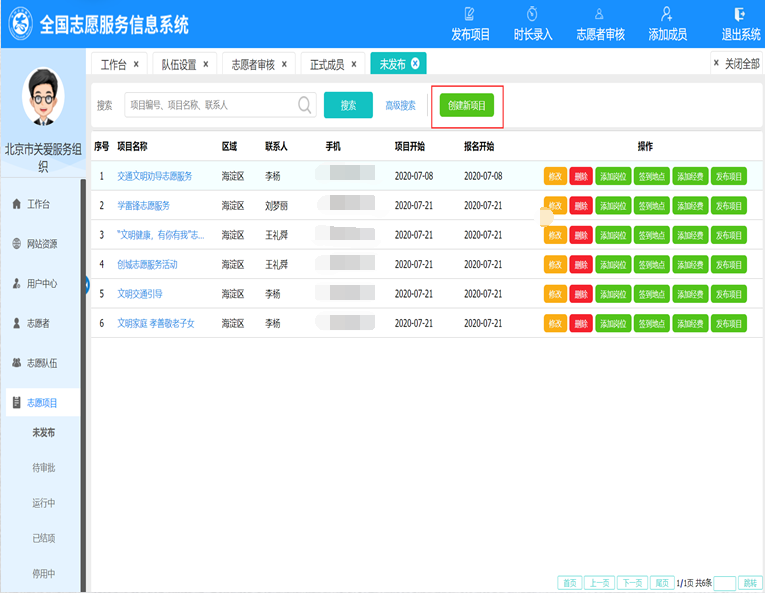 全国志愿服务信息系统
发布项目 时长录入 志愿者审核 添加成员 退出系统
工作台 × 队伍设置 × 志愿者审核 × 正式成员 × 未发布 × × 关闭全部
北京市关爱服务组
织
工作台
网站资源
用户中心
志愿者
志愿队伍
志愿项目
未发布
待审批
运行中
已结项
停用中
搜索 项目编号、项目名称、联系人 搜索 高级搜索 创建新项目
序号 项目名称 区域 联系人 手机 项目开始 报名开始 操作
1 交通文明劝导志愿服务 海淀区 李杨 2020-07-08 2020-07-08 修改 删除 添加岗位 签到地点 添加经费 发布项目
2 学雷锋志愿服务 海淀区 刘梦丽 2020-07-21 2020-07-21 修改 删除 添加岗位 签到地点 添加经费 发布项目
3 "文明健康，有你有我"志... 海淀区 王礼舜 2020-07-21 2020-07-21 修改 删除 添加岗位 签到地点 添加经费 发布项目
4 创城志愿服务活动 海淀区 王礼舜 2020-07-21 2020-07-21 修改 删除 添加岗位 签到地点 添加经费 发布项目
5 文明交通引导 海淀区 李杨 2020-07-21 2020-07-21 修改 删除 添加岗位 签到地点 添加经费 发布项目
6 文明家庭 孝善敬老子女 海淀区 李杨 2020-07-21 2020-07-21 修改 删除 添加岗位 签到地点 添加经费 发布项目
首页 上一页 下一页 尾页 1/1页 共6条 跳转